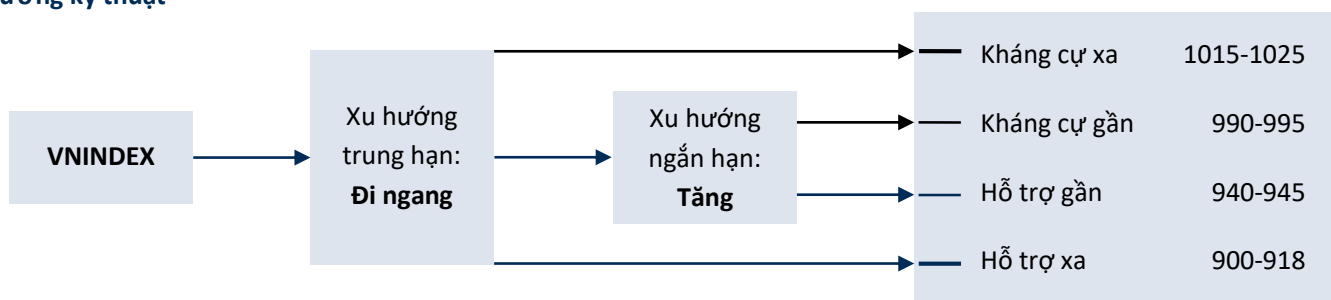 kỹ thuật
VNINDEX
Xu hướng
trung hạn:
Đi ngang
Xu hướng
ngắn hạn:
Tăng
Kháng cự xa 1015-1025
Kháng cự gần 990-995
Hỗ trợ gần 940-945
Hỗ trợ xa 900-918